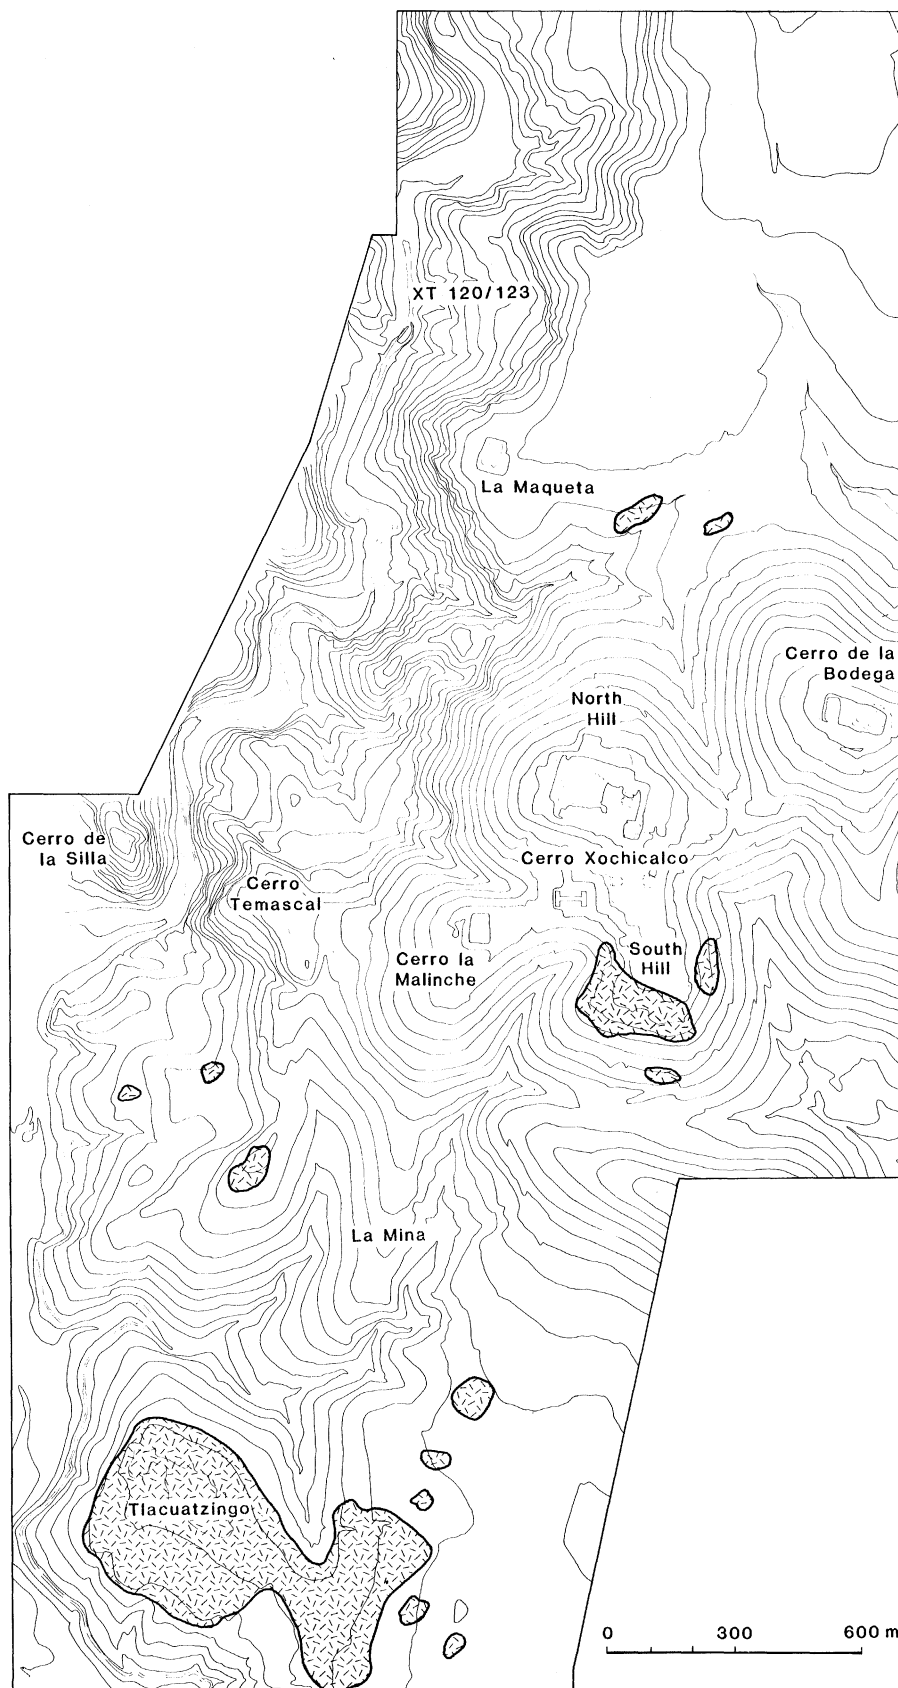 XT 120/123
La Maqueta
Cerro de la
Bodega
North
Hill
Cerro de
la Silla
Cerro Xochicalco
Cerro
Temascal
South
Hill
Cerro la
Malinche
La Mina
Tlacuatzingo
0 300 600 m